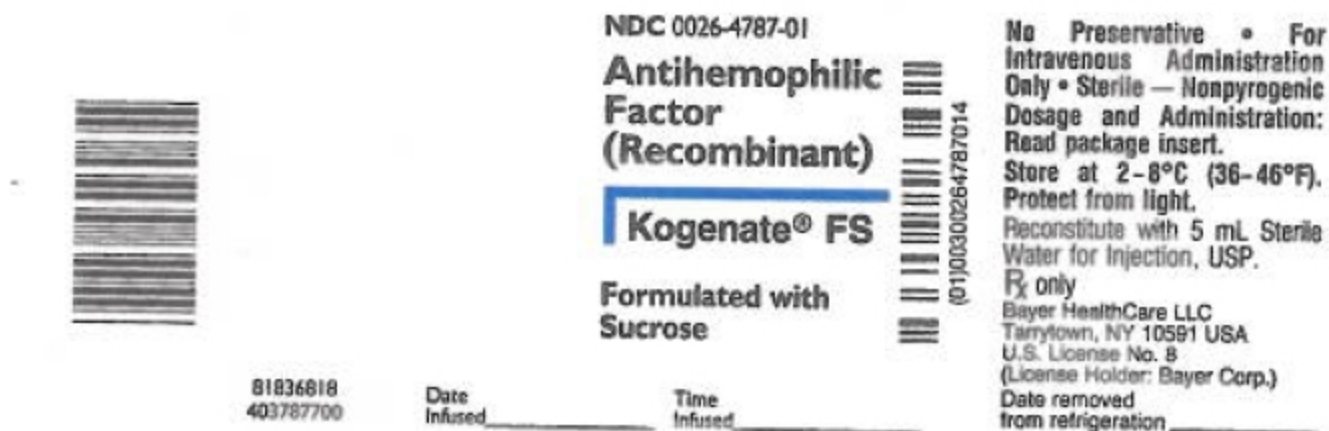 NDC 0026-4787-01
Antihemophilic
Factor
(Recombinant)
Kogenate® FS
Formulated with
Sucrose
(01)00300264787014
No Preservative • For
Intravenous Administration
Only • Sterile — Nonpyrogenic
Dosage and Administration:
Read package insert.
Store at 2-8°C (36-46°F).
Protect from light.
Reconstitute with 5 mL Sterile
Water for Injection, USP.
℞ only
Bayer HealthCare LLC
Tarrytown, NY 10591 USA
U.S. License No. 8
(License Holder: Bayer Corp.)
Date removed
from refrigeration
81836818
403787700
Date
Infused
Time
Infused